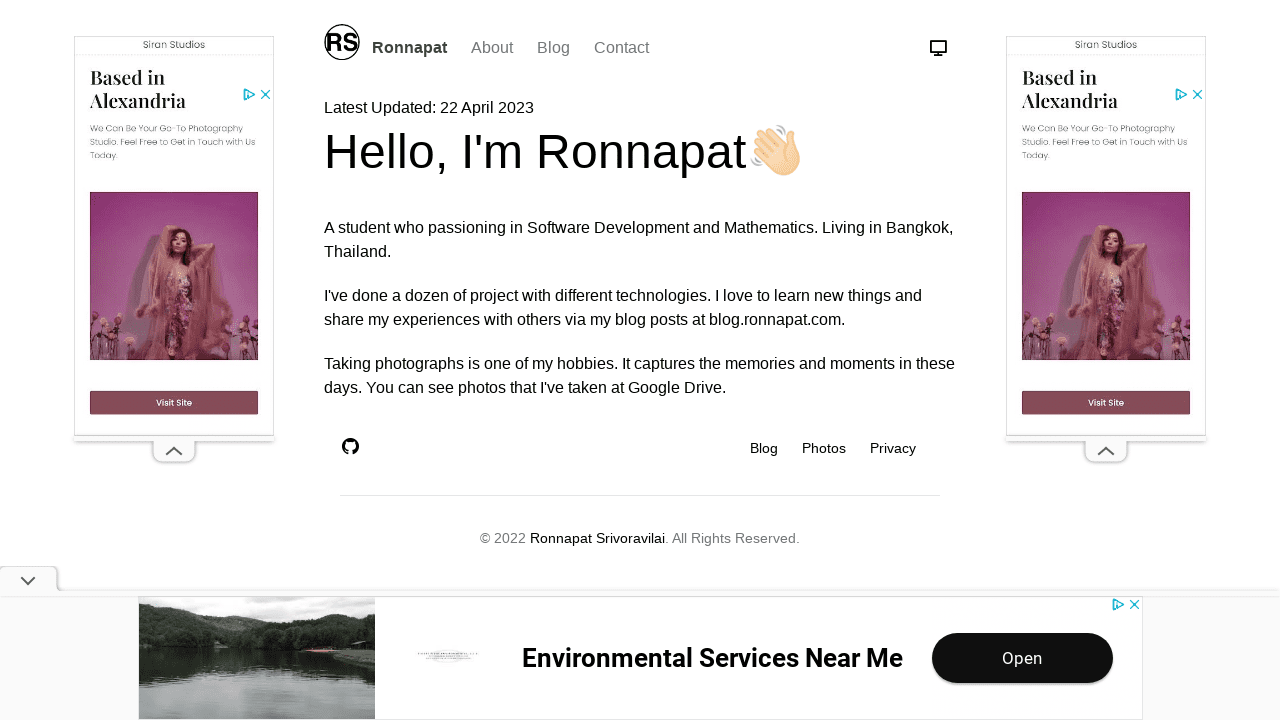 RS
Ronnapat
About
Blog
Contact
Latest Updated: 22 April 2023
Hello, I'm Ronnapat👋🏻
A student who passioning in Software Development and Mathematics. Living in Bangkok,
Thailand.
I've done a dozen of project with different technologies. I love to learn new things and
share my experiences with others via my blog posts at blog.ronnapat.com.
Taking photographs is one of my hobbies. It captures the memories and moments in these
days. You can see photos that I've taken at Google Drive.
Blog
Photos
Privacy
© 2022 Ronnapat Srivoravilai. All Rights Reserved.
Siran Studios
Based in
Alexandria
We Can Be Your Go-To Photography
Studio. Feel Free to Get in Touch with Us
Today.
Visit Site
Siran Studios
Based in
Alexandria
We Can Be Your Go-To Photography
Studio. Feel Free to Get in Touch with Us
Today.
Visit Site
Environmental Services Near Me
Open